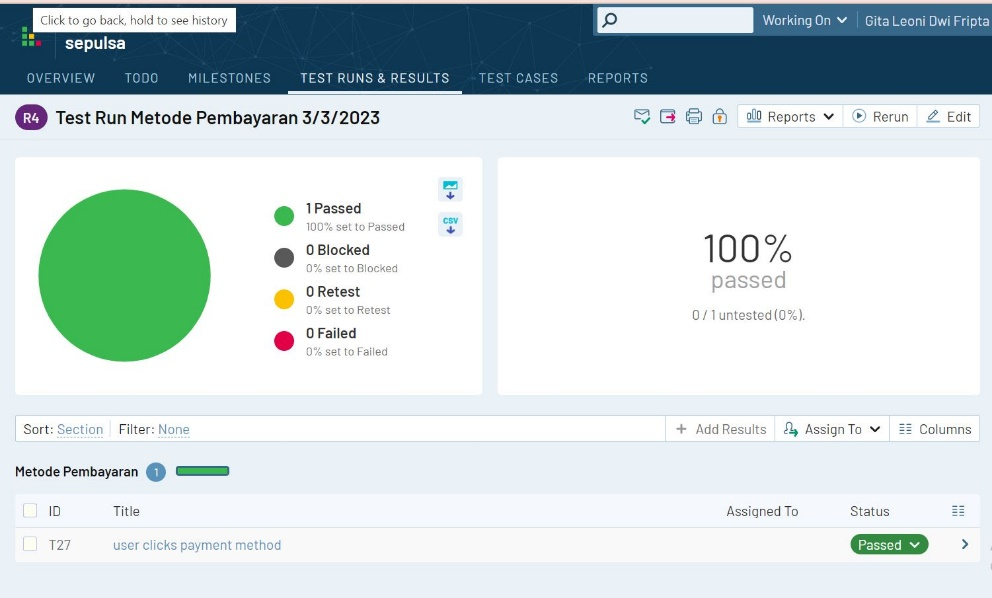 Click to go back, hold to see history
sepulsa
Working On
Gita Leoni Dwi Fripta
OVERVIEW TODO MILESTONES TEST RUNS & RESULTS TEST CASES REPORTS
R4 Test Run Metode Pembayaran 3/3/2023
Reports Rerun Edit
1 Passed
100% set to Passed
0 Blocked
0% set to Blocked
0 Retest
0% set to Retest
0 Failed
0% set to Failed
CSV
100%
passed
0 / 1 untested (0%).
Sort: Section Filter: None
+ Add Results Assign To Columns
Metode Pembayaran 1
ID Title Assigned To Status
T27 user clicks payment method Passed